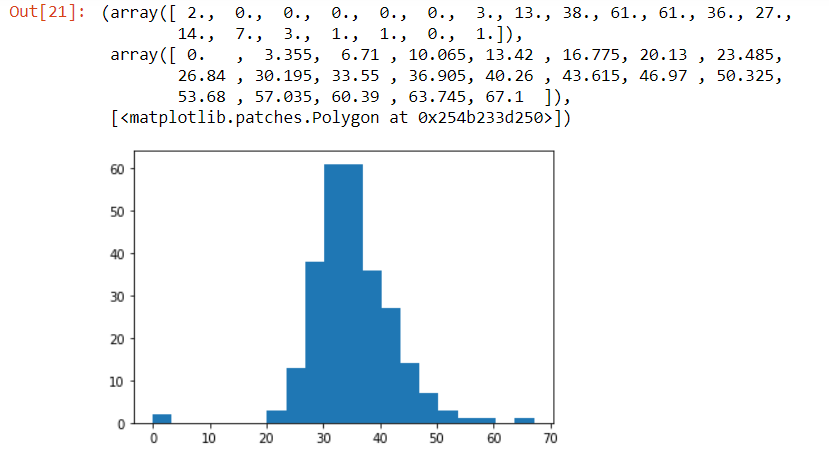 Out[21]: (array([ 2., 0., 0., 0., 0., 0., 3., 13., 38., 61., 61., 36., 27.,
14., 7., 3., 1., 1., 0., 1.]),
array([ 0. , 3.355, 6.71 , 10.065, 13.42 , 16.775, 20.13 , 23.485,
26.84 , 30.195, 33.55 , 36.905, 40.26 , 43.615, 46.97 , 50.325,
53.68 , 57.035, 60.39 , 63.745, 67.1 ]),
[<matplotlib.patches.Polygon at 0x254b233d250>])
60
50
40
30
20
10
0
0 10 20 30 40 50 60 70